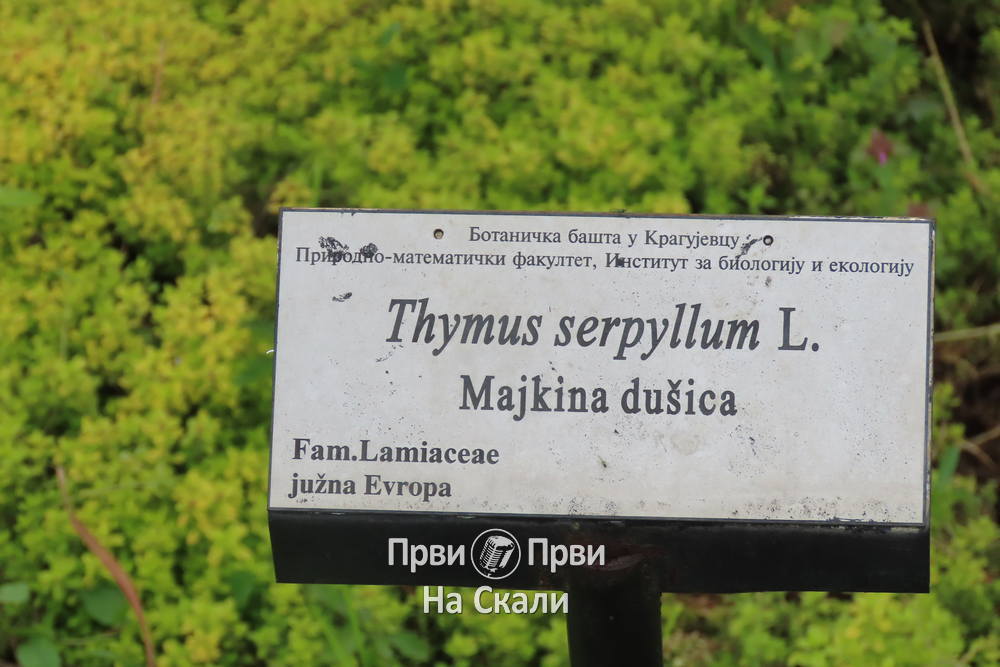 Ботаничка башта у Крагујевцу
Природно-математички факултет, Институт за биологију и екологију
Thymus serpyllum L.
Majkina dušica
Fam.Lamiaceae
južna Evropa
Први Први
На Скали